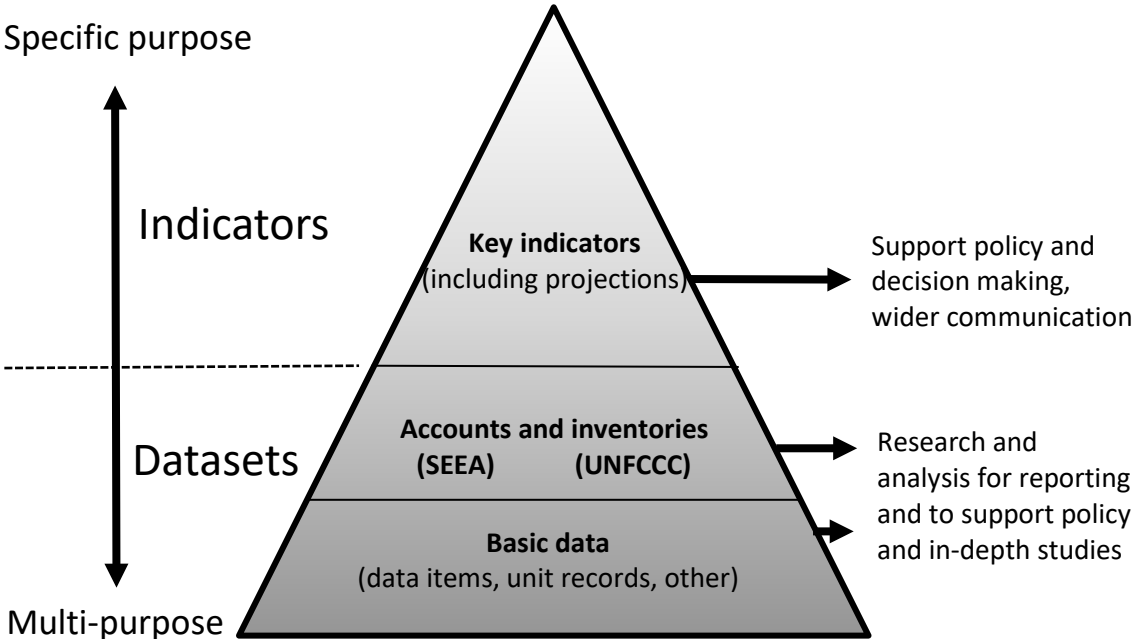 Specific purpose
Indicators
Key indicators
(including projections)
Support policy and
decision making,
wider communication
Datasets
Accounts and inventories
(SEEA) (UNFCCC)
Research and
analysis for reporting
and to support policy
and in-depth studies
Basic data
(data items, unit records, other)
Multi-purpose